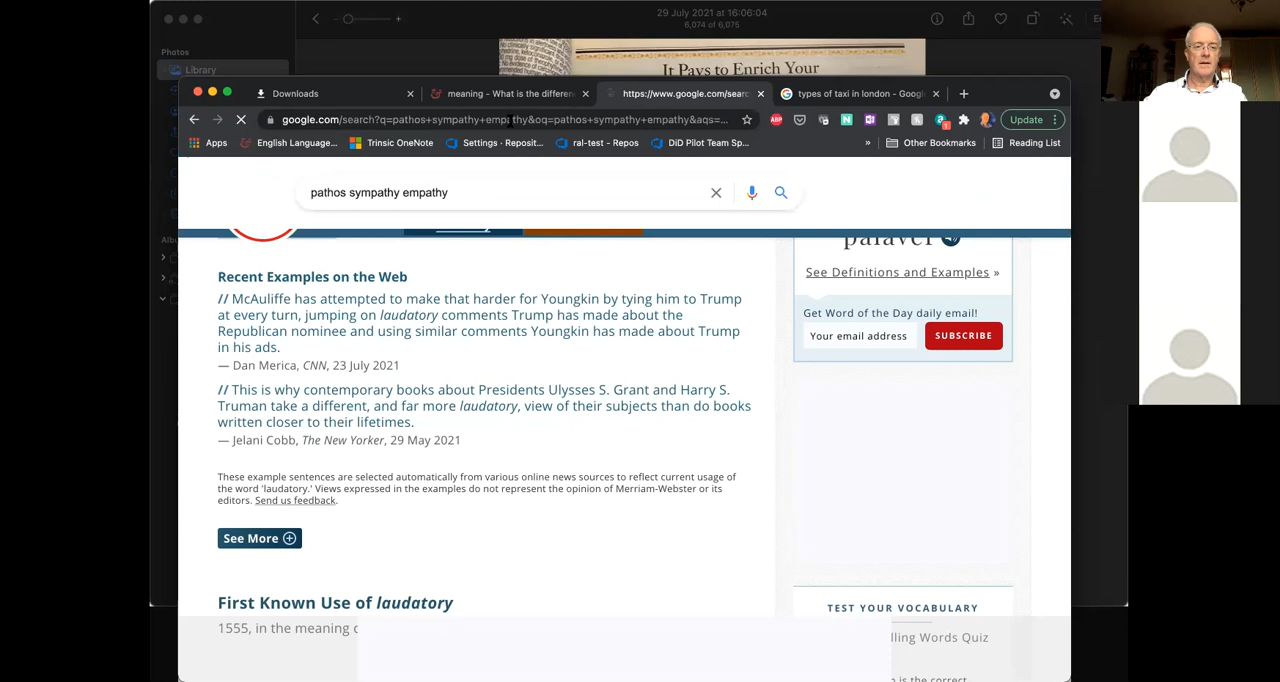 29 July 2021 at 16:06:04
6,074 of 6,075
Photos
Library
It Pays to Enrich Your
Downloads
meaning - What is the differen
https://www.google.com/searc
types of taxi in london - Googl
google.com/search?q=pathos+sympathy+empathy&oq=pathos+sympathy+empathy&aqs=...
Update
Apps
English Language...
Trinsic OneNote
Settings - Reposit...
ral-test - Repos
DiD Pilot Team Sp...
»
Other Bookmarks
Reading List
pathos sympathy empathy
palaver
See Definitions and Examples »
Get Word of the Day daily email!
Your email address
SUBSCRIBE
Recent Examples on the Web
// McAuliffe has attempted to make that harder for Youngkin by tying him to Trump
at every turn, jumping on laudatory comments Trump has made about the
Republican nominee and using similar comments Youngkin has made about Trump
in his ads.
— Dan Merica, CNN, 23 July 2021
// This is why contemporary books about Presidents Ulysses S. Grant and Harry S.
Truman take a different, and far more laudatory, view of their subjects than do books
written closer to their lifetimes.
— Jelani Cobb, The New Yorker, 29 May 2021
These example sentences are selected automatically from various online news sources to reflect current usage of
the word 'laudatory.' Views expressed in the examples do not represent the opinion of Merriam-Webster or its
editors. Send us feedback.
See More
First Known Use of laudatory
1555, in the meaning
TEST YOUR VOCABULARY
lling Words Quiz
is the correct